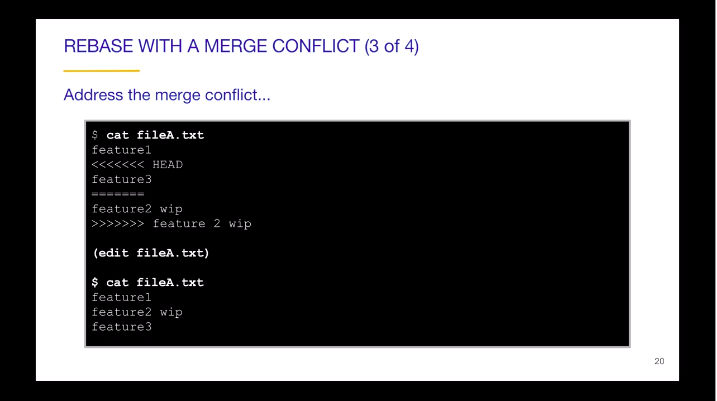 REBASE WITH A MERGE CONFLICT (3 of 4)
Address the merge conflict...
$ cat fileA.txt
feature1
<<<<<<< HEAD
feature3
=======
feature2 wip
>>>>>>> feature 2 wip
(edit fileA.txt)
$ cat fileA.txt
feature1
feature2 wip
feature3
20